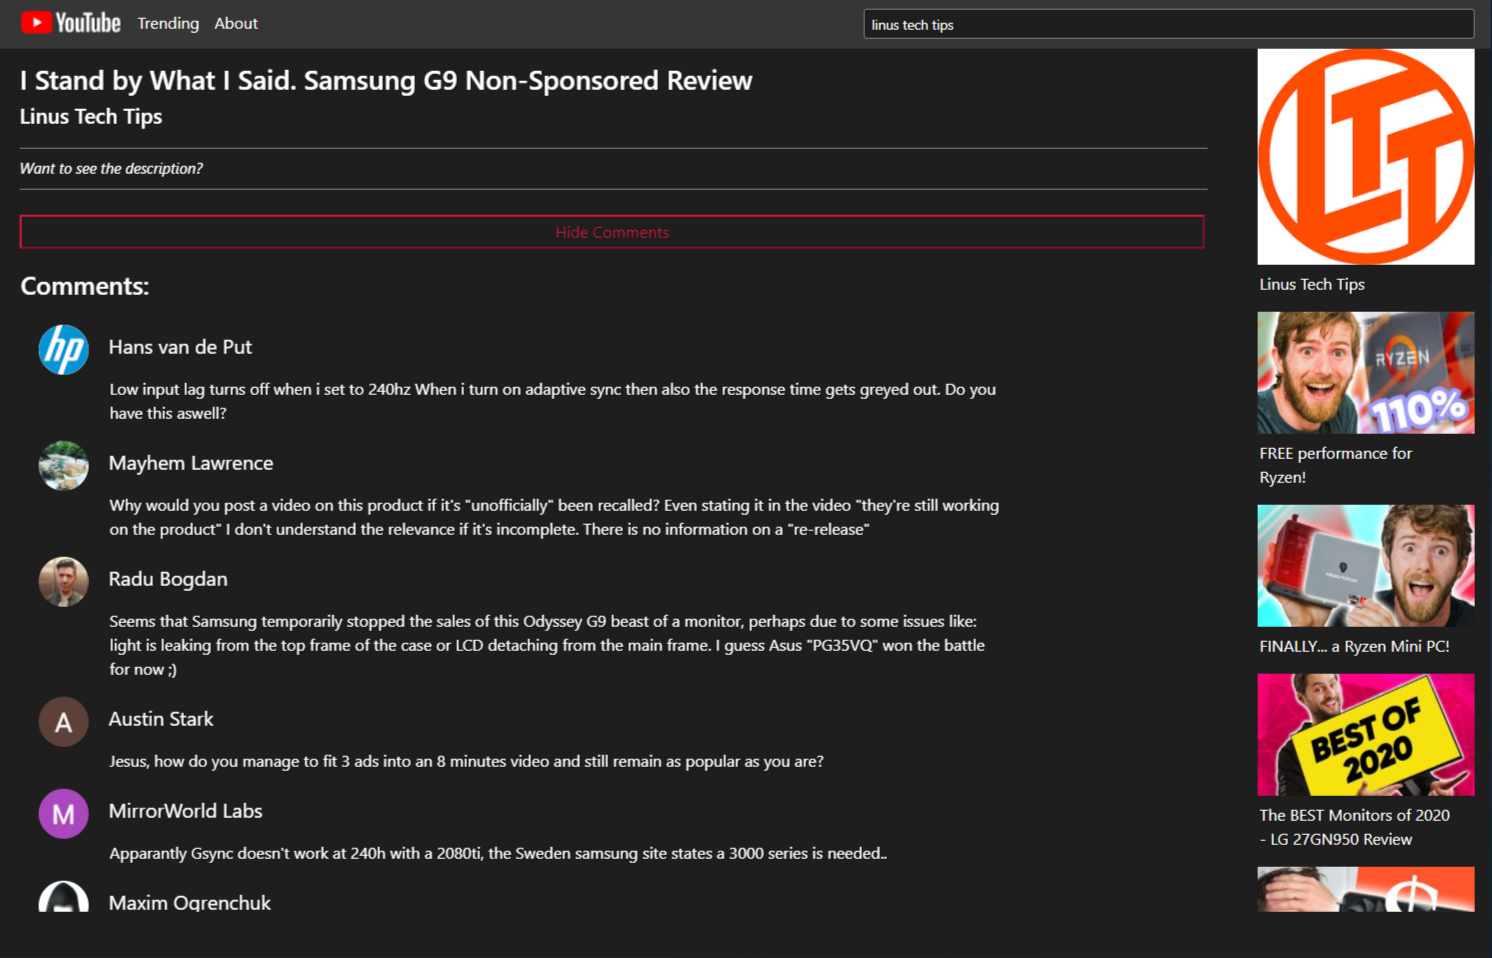 YouTube Trending About
linus tech tips
I Stand by What I Said. Samsung G9 Non-Sponsored Review
Linus Tech Tips
Want to see the description?
Hide Comments
Comments:
hp
Hans van de Put
Low input lag turns off when i set to 240hz When i turn on adaptive sync then also the response time gets greyed out. Do you
have this aswell?
Mayhem Lawrence
Why would you post a video on this product if it's "unofficially" been recalled? Even stating it in the video "they're still working
on the product" I don't understand the relevance if it's incomplete. There is no information on a "re-release"
Radu Bogdan
Seems that Samsung temporarily stopped the sales of this Odyssey G9 beast of a monitor, perhaps due to some issues like:
light is leaking from the top frame of the case or LCD detaching from the main frame. I guess Asus "PG35VQ" won the battle
for now ;)
A
Austin Stark
Jesus, how do you manage to fit 3 ads into an 8 minutes video and still remain as popular as you are?
M
MirrorWorld Labs
Apparantly Gsync doesn't work at 240h with a 2080ti, the Sweden samsung site states a 3000 series is needed..
Maxim Ogrenchuk
LTT
Linus Tech Tips
RYZEN
110%
FREE performance for
Ryzen!
FINALLY... a Ryzen Mini PC!
BEST OF
2020
The BEST Monitors of 2020
- LG 27GN950 Review
$